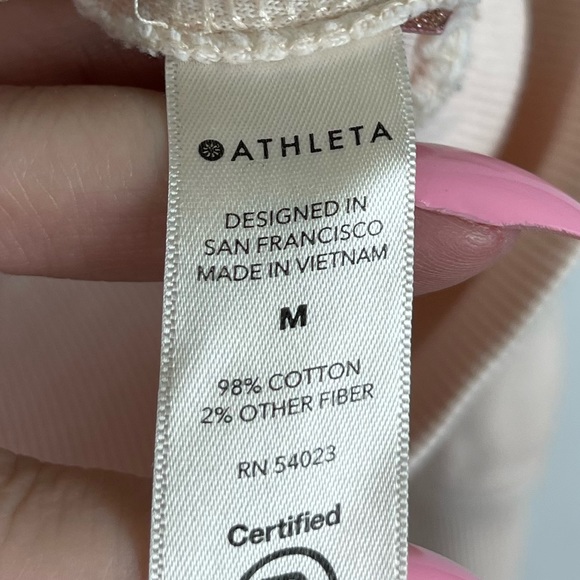 ATHLETA
DESIGNED IN
SAN FRANCISCO
MADE IN VIETNAM
M
98% COTTON
2% OTHER FIBER
RN 54023
Certified